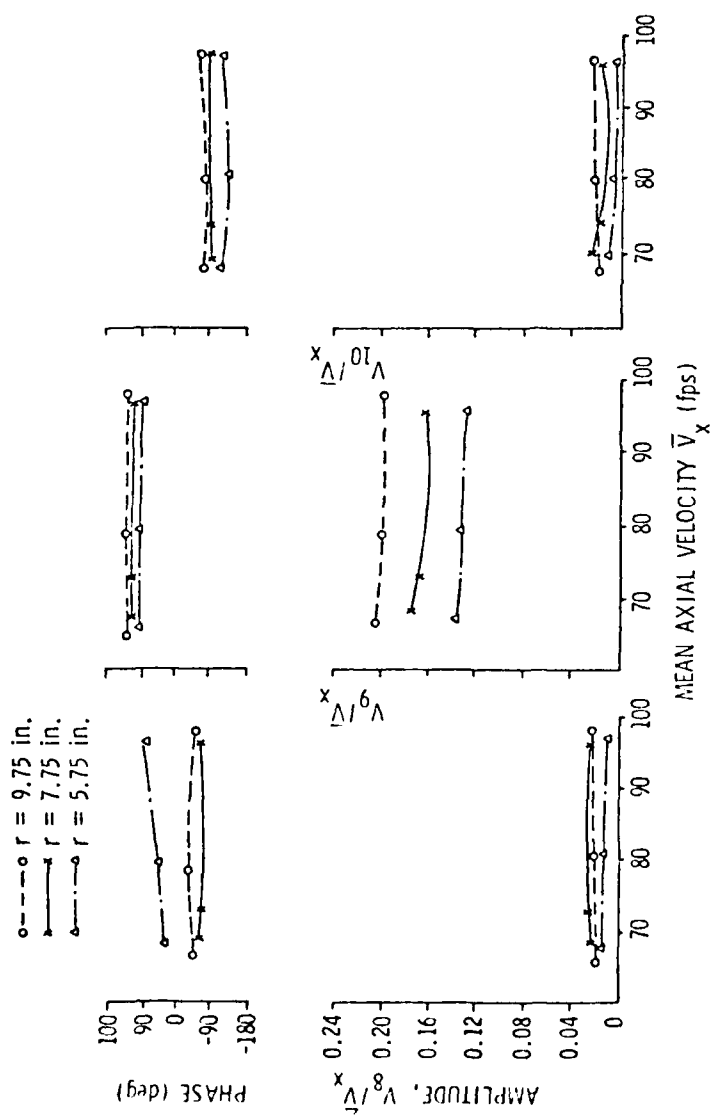 o----o r = 9.75 in.
x——x r = 7.75 in.
△—·—△ r = 5.75 in.
PHASE (deg)
100
90
0
-90
-180
AMPLITUDE, V8/V̅x
0.24
0.20
0.16
0.12
0.08
0.04
0
70 80 90 100
V9/V̅x
70 80 90 100
V10/V̅x
70 80 90 100
MEAN AXIAL VELOCITY V̅x (fps)